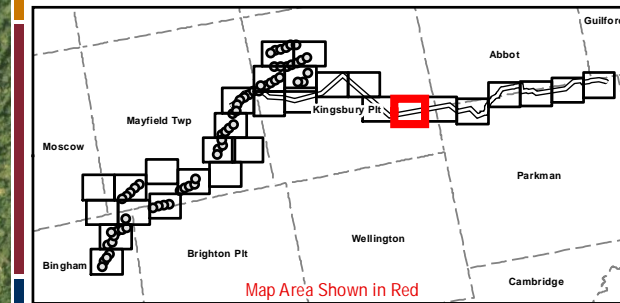 Guilford
Abbot
Kingsbury Plt
Mayfield Twp
Moscow
Parkman
Wellington
Brighton Plt
Bingham
Cambridge
Map Area Shown in Red